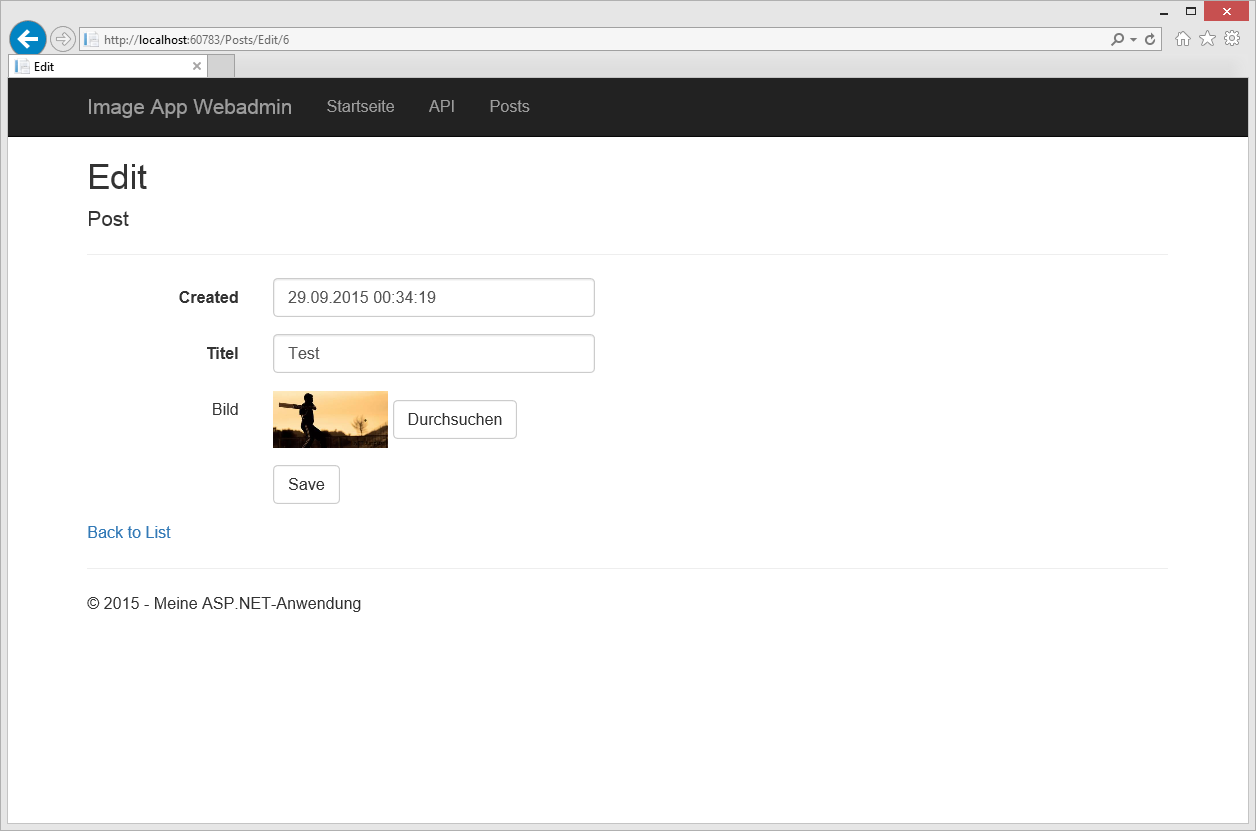 http://localhost:60783/Posts/Edit/6
Edit
Image App Webadmin Startseite API Posts
Edit
Post
Created 29.09.2015 00:34:19
Titel Test
Bild Durchsuchen
Save
Back to List
© 2015 - Meine ASP.NET-Anwendung